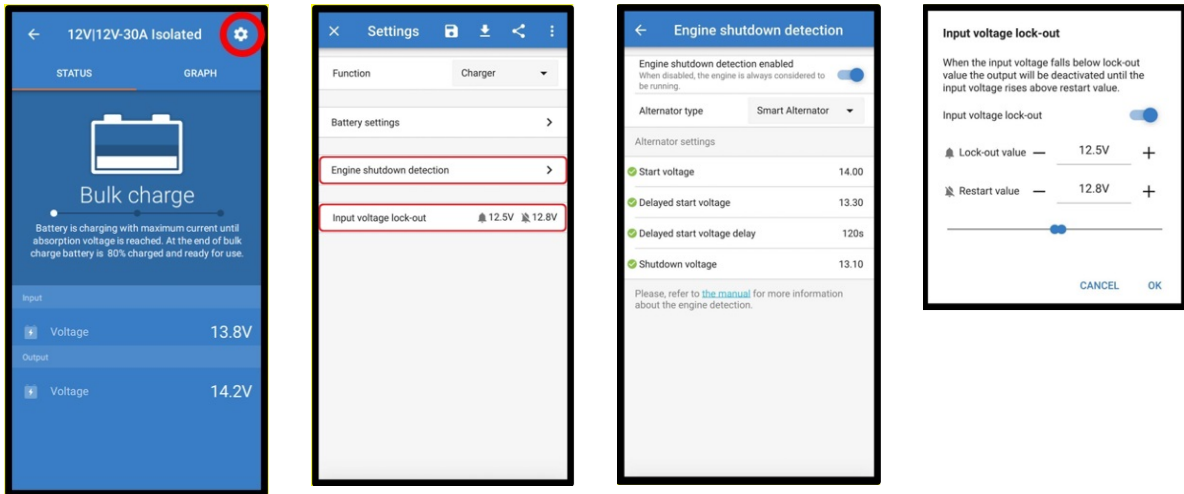 12V|12V-30A Isolated
STATUS
GRAPH
Bulk charge
Battery is charging with maximum current until
absorption voltage is reached. At the end of bulk
charge battery is 80% charged and ready for use.
Input
Voltage 13.8V
Output
Voltage 14.2V
Settings
Function Charger
Battery settings
Engine shutdown detection
Input voltage lock-out 12.5V 12.8V
Engine shutdown detection
Engine shutdown detection enabled
When disabled, the engine is always considered to
be running.
Alternator type Smart Alternator
Alternator settings
Start voltage 14.00
Delayed start voltage 13.30
Delayed start voltage delay 120s
Shutdown voltage 13.10
Please, refer to the manual for more information
about the engine detection.
Input voltage lock-out
When the input voltage falls below lock-out
value the output will be deactivated until the
input voltage rises above restart value.
Input voltage lock-out
Lock-out value — 12.5V +
Restart value — 12.8V +
CANCEL OK